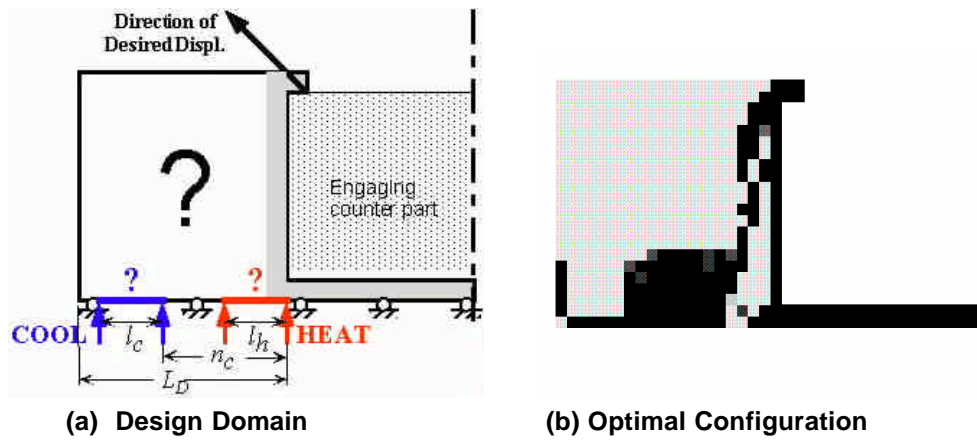 Direction of
Desired Displ.
?
Engaging
counter part
? ?
COOL l_c l_h HEAT
n_c
L_D
(a) Design Domain (b) Optimal Configuration